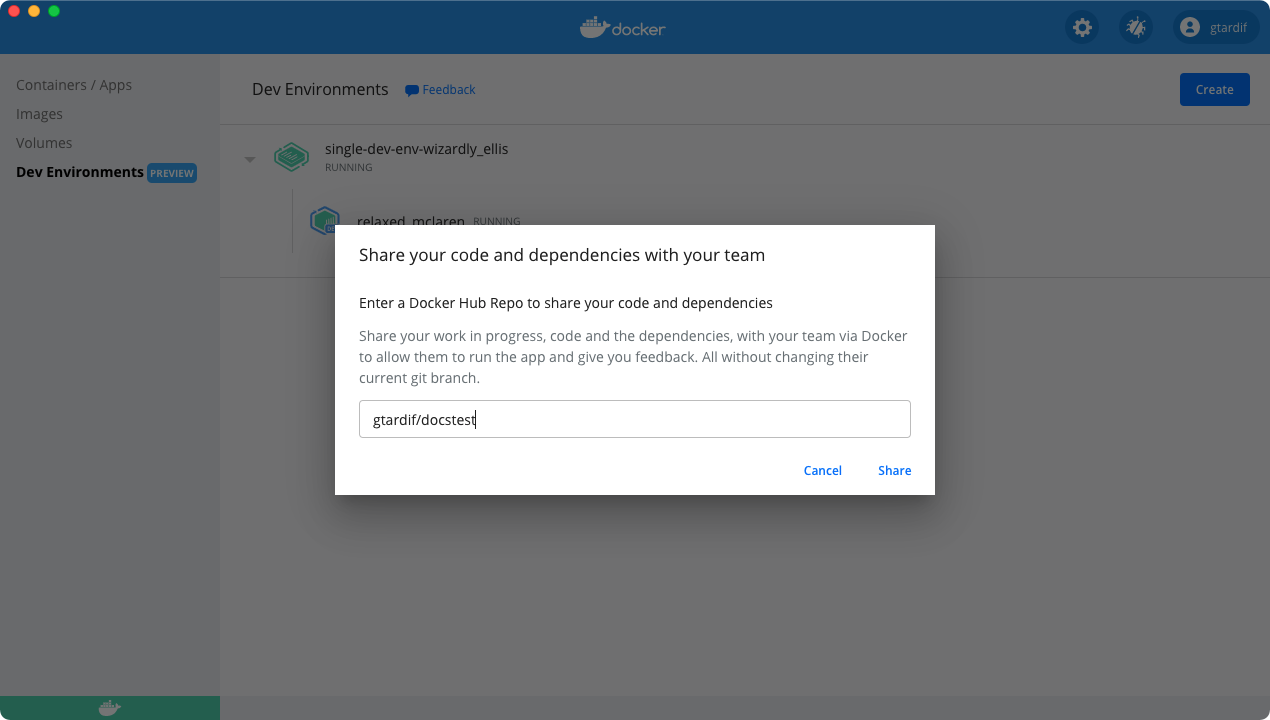 docker
gtardif
Containers / Apps
Images
Volumes
Dev Environments PREVIEW
Dev Environments Feedback
Create
single-dev-env-wizardly_ellis
RUNNING
relaxed_mclaren RUNNING
Share your code and dependencies with your team
Enter a Docker Hub Repo to share your code and dependencies
Share your work in progress, code and the dependencies, with your team via Docker
to allow them to run the app and give you feedback. All without changing their
current git branch.
gtardif/docstest
Cancel Share